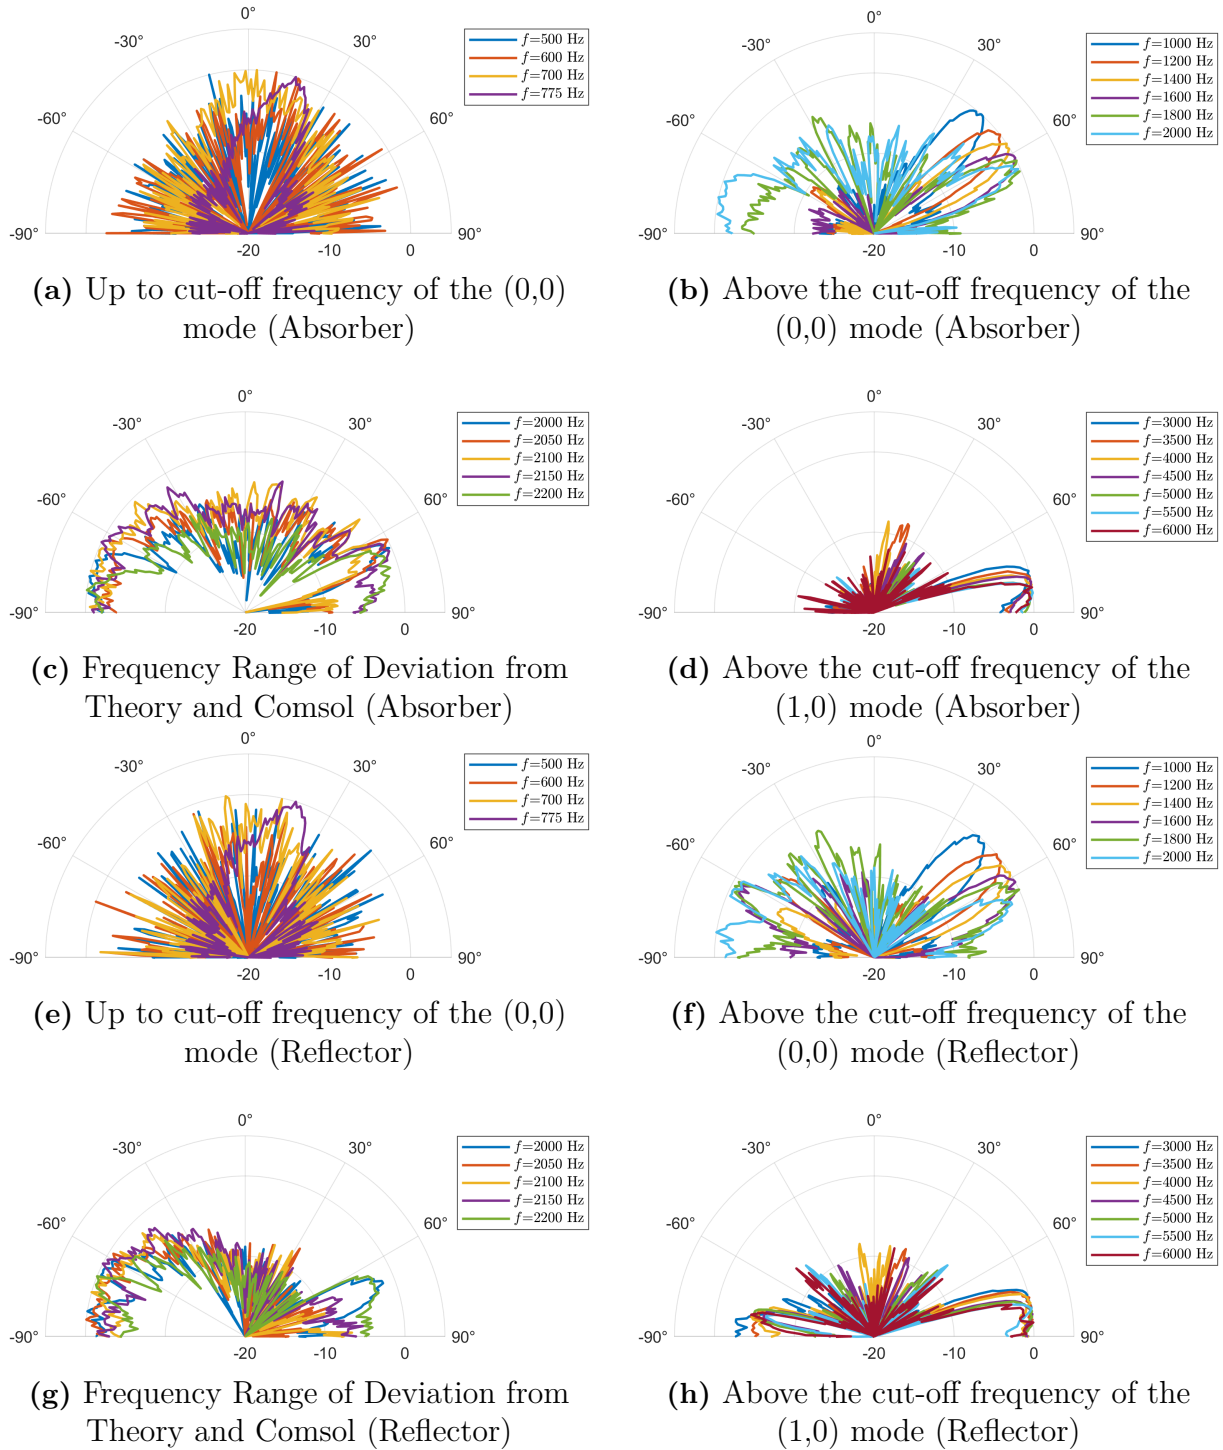 0°
-30°
30°
-60°
60°
-90°
90°
-20
-10
0
f=500 Hz
f=600 Hz
f=700 Hz
f=775 Hz
(a) Up to cut-off frequency of the (0,0)
mode (Absorber)
0°
-30°
30°
-60°
60°
-90°
90°
-20
-10
0
f=1000 Hz
f=1200 Hz
f=1400 Hz
f=1600 Hz
f=1800 Hz
f=2000 Hz
(b) Above the cut-off frequency of the
(0,0) mode (Absorber)
0°
-30°
30°
-60°
60°
-90°
90°
-20
-10
0
f=2000 Hz
f=2050 Hz
f=2100 Hz
f=2150 Hz
f=2200 Hz
(c) Frequency Range of Deviation from
Theory and Comsol (Absorber)
0°
-30°
30°
-60°
60°
-90°
90°
-20
-10
0
f=3000 Hz
f=3500 Hz
f=4000 Hz
f=4500 Hz
f=5000 Hz
f=5500 Hz
f=6000 Hz
(d) Above the cut-off frequency of the
(1,0) mode (Absorber)
0°
-30°
30°
-60°
60°
-90°
90°
-20
-10
0
f=500 Hz
f=600 Hz
f=700 Hz
f=775 Hz
(e) Up to cut-off frequency of the (0,0)
mode (Reflector)
0°
-30°
30°
-60°
60°
-90°
90°
-20
-10
0
f=1000 Hz
f=1200 Hz
f=1400 Hz
f=1600 Hz
f=1800 Hz
f=2000 Hz
(f) Above the cut-off frequency of the
(0,0) mode (Reflector)
0°
-30°
30°
-60°
60°
-90°
90°
-20
-10
0
f=2000 Hz
f=2050 Hz
f=2100 Hz
f=2150 Hz
f=2200 Hz
(g) Frequency Range of Deviation from
Theory and Comsol (Reflector)
0°
-30°
30°
-60°
60°
-90°
90°
-20
-10
0
f=3000 Hz
f=3500 Hz
f=4000 Hz
f=4500 Hz
f=5000 Hz
f=5500 Hz
f=6000 Hz
(h) Above the cut-off frequency of the
(1,0) mode (Reflector)